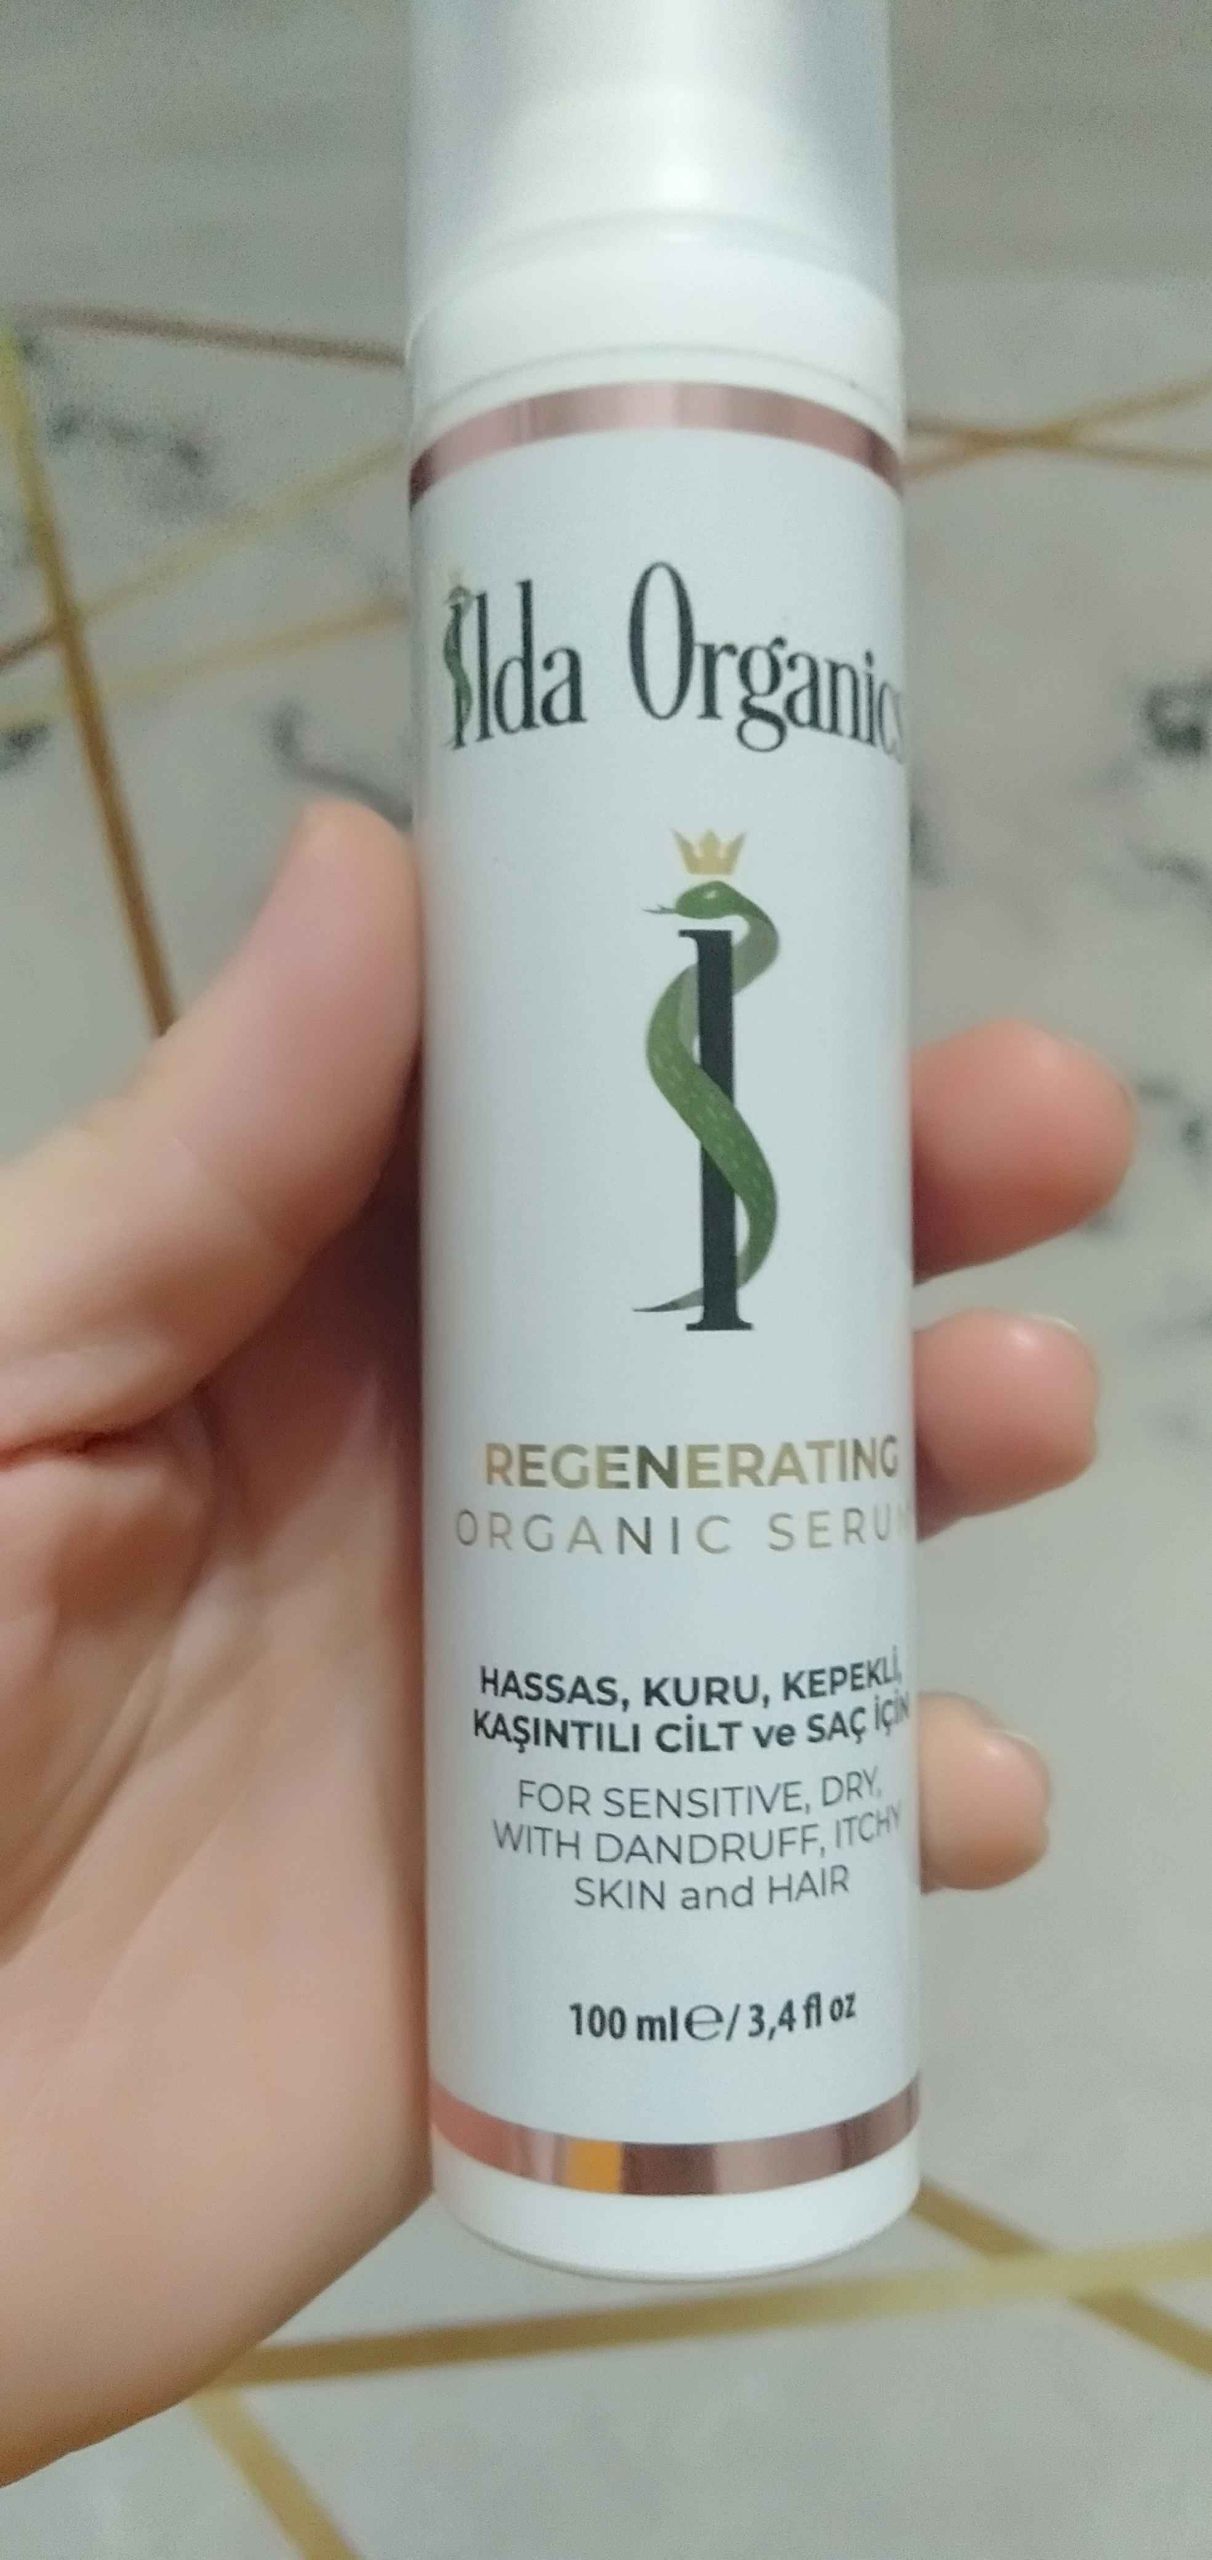 Ilda Organics
REGENERATING
ORGANIC SERUM
HASSAS, KURU, KEPEKLİ,
KAŞINTILI CİLT ve SAÇ İÇİN
FOR SENSITIVE, DRY,
WITH DANDRUFF, ITCHY
SKIN and HAIR
100 ml℮/ 3,4 fl oz